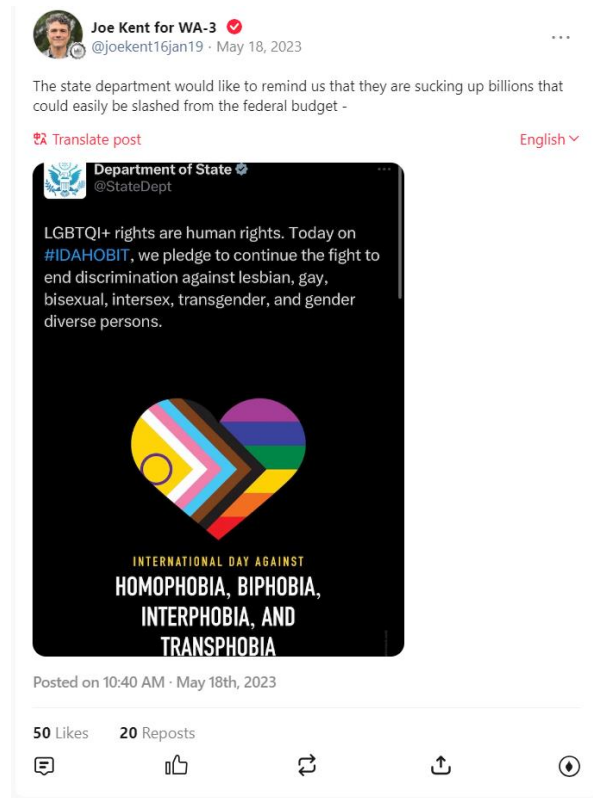 Joe Kent for WA-3
@joekent16jan19 · May 18, 2023
The state department would like to remind us that they are sucking up billions that
could easily be slashed from the federal budget -
Translate post
English
Department of State
@StateDept
LGBTQI+ rights are human rights. Today on
#IDAHOBIT, we pledge to continue the fight to
end discrimination against lesbian, gay,
bisexual, intersex, transgender, and gender
diverse persons.
INTERNATIONAL DAY AGAINST
HOMOPHOBIA, BIPHOBIA,
INTERPHOBIA, AND
TRANSPHOBIA
Posted on 10:40 AM · May 18th, 2023
50 Likes 20 Reposts